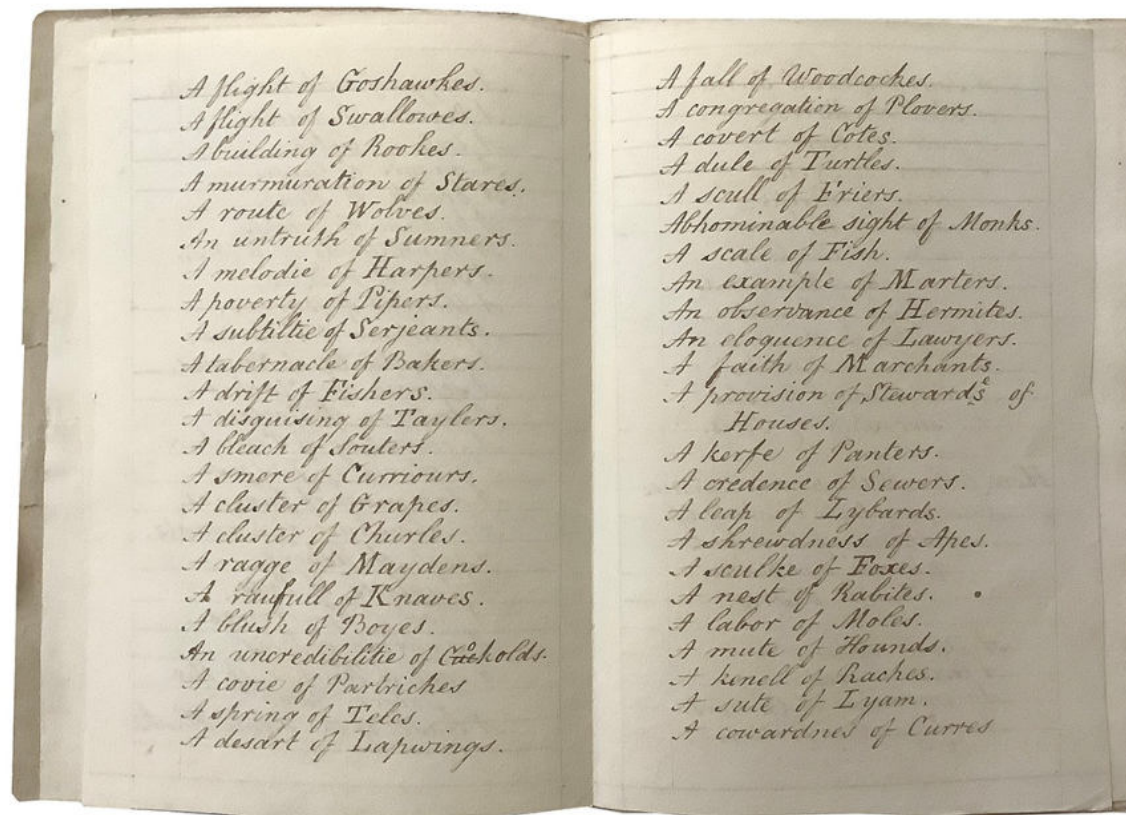 A flight of Goshawkes.
A flight of Swallowes.
A building of Rookes.
A murmuration of Stares.
A route of Wolves.
An untruth of Sumners.
A melodie of Harpers.
A poverty of Pipers.
A subtiltie of Serjeants.
A tabernacle of Bakers.
A drift of Fishers.
A disguising of Taylers.
A bleach of Souters.
A smere of Curriours.
A cluster of Grapes.
A cluster of Churles.
A ragge of Maydens.
A raufull of Knaves.
A blush of Boyes.
An uncredibilitie of Cockolds.
A covie of Partriches
A spring of Teles.
A desart of Lapwings.
A fall of Woodcockes.
A congregation of Plovers.
A covert of Cotes.
A dule of Turtles.
A scull of Friers.
Abhominable sight of Monks.
A scale of Fish.
An example of Marters.
An observance of Hermites.
An eloquence of Lawyers.
A faith of Marchants.
A provision of Stewardes of
Houses.
A kerfe of Panters.
A credence of Sewers.
A leap of Lybards.
A shrewdness of Apes.
A sculke of Foxes.
A nest of Rabites.
A labor of Moles.
A mute of Hounds.
A kenell of Raches.
A sute of Lyam.
A cowardnes of Curres